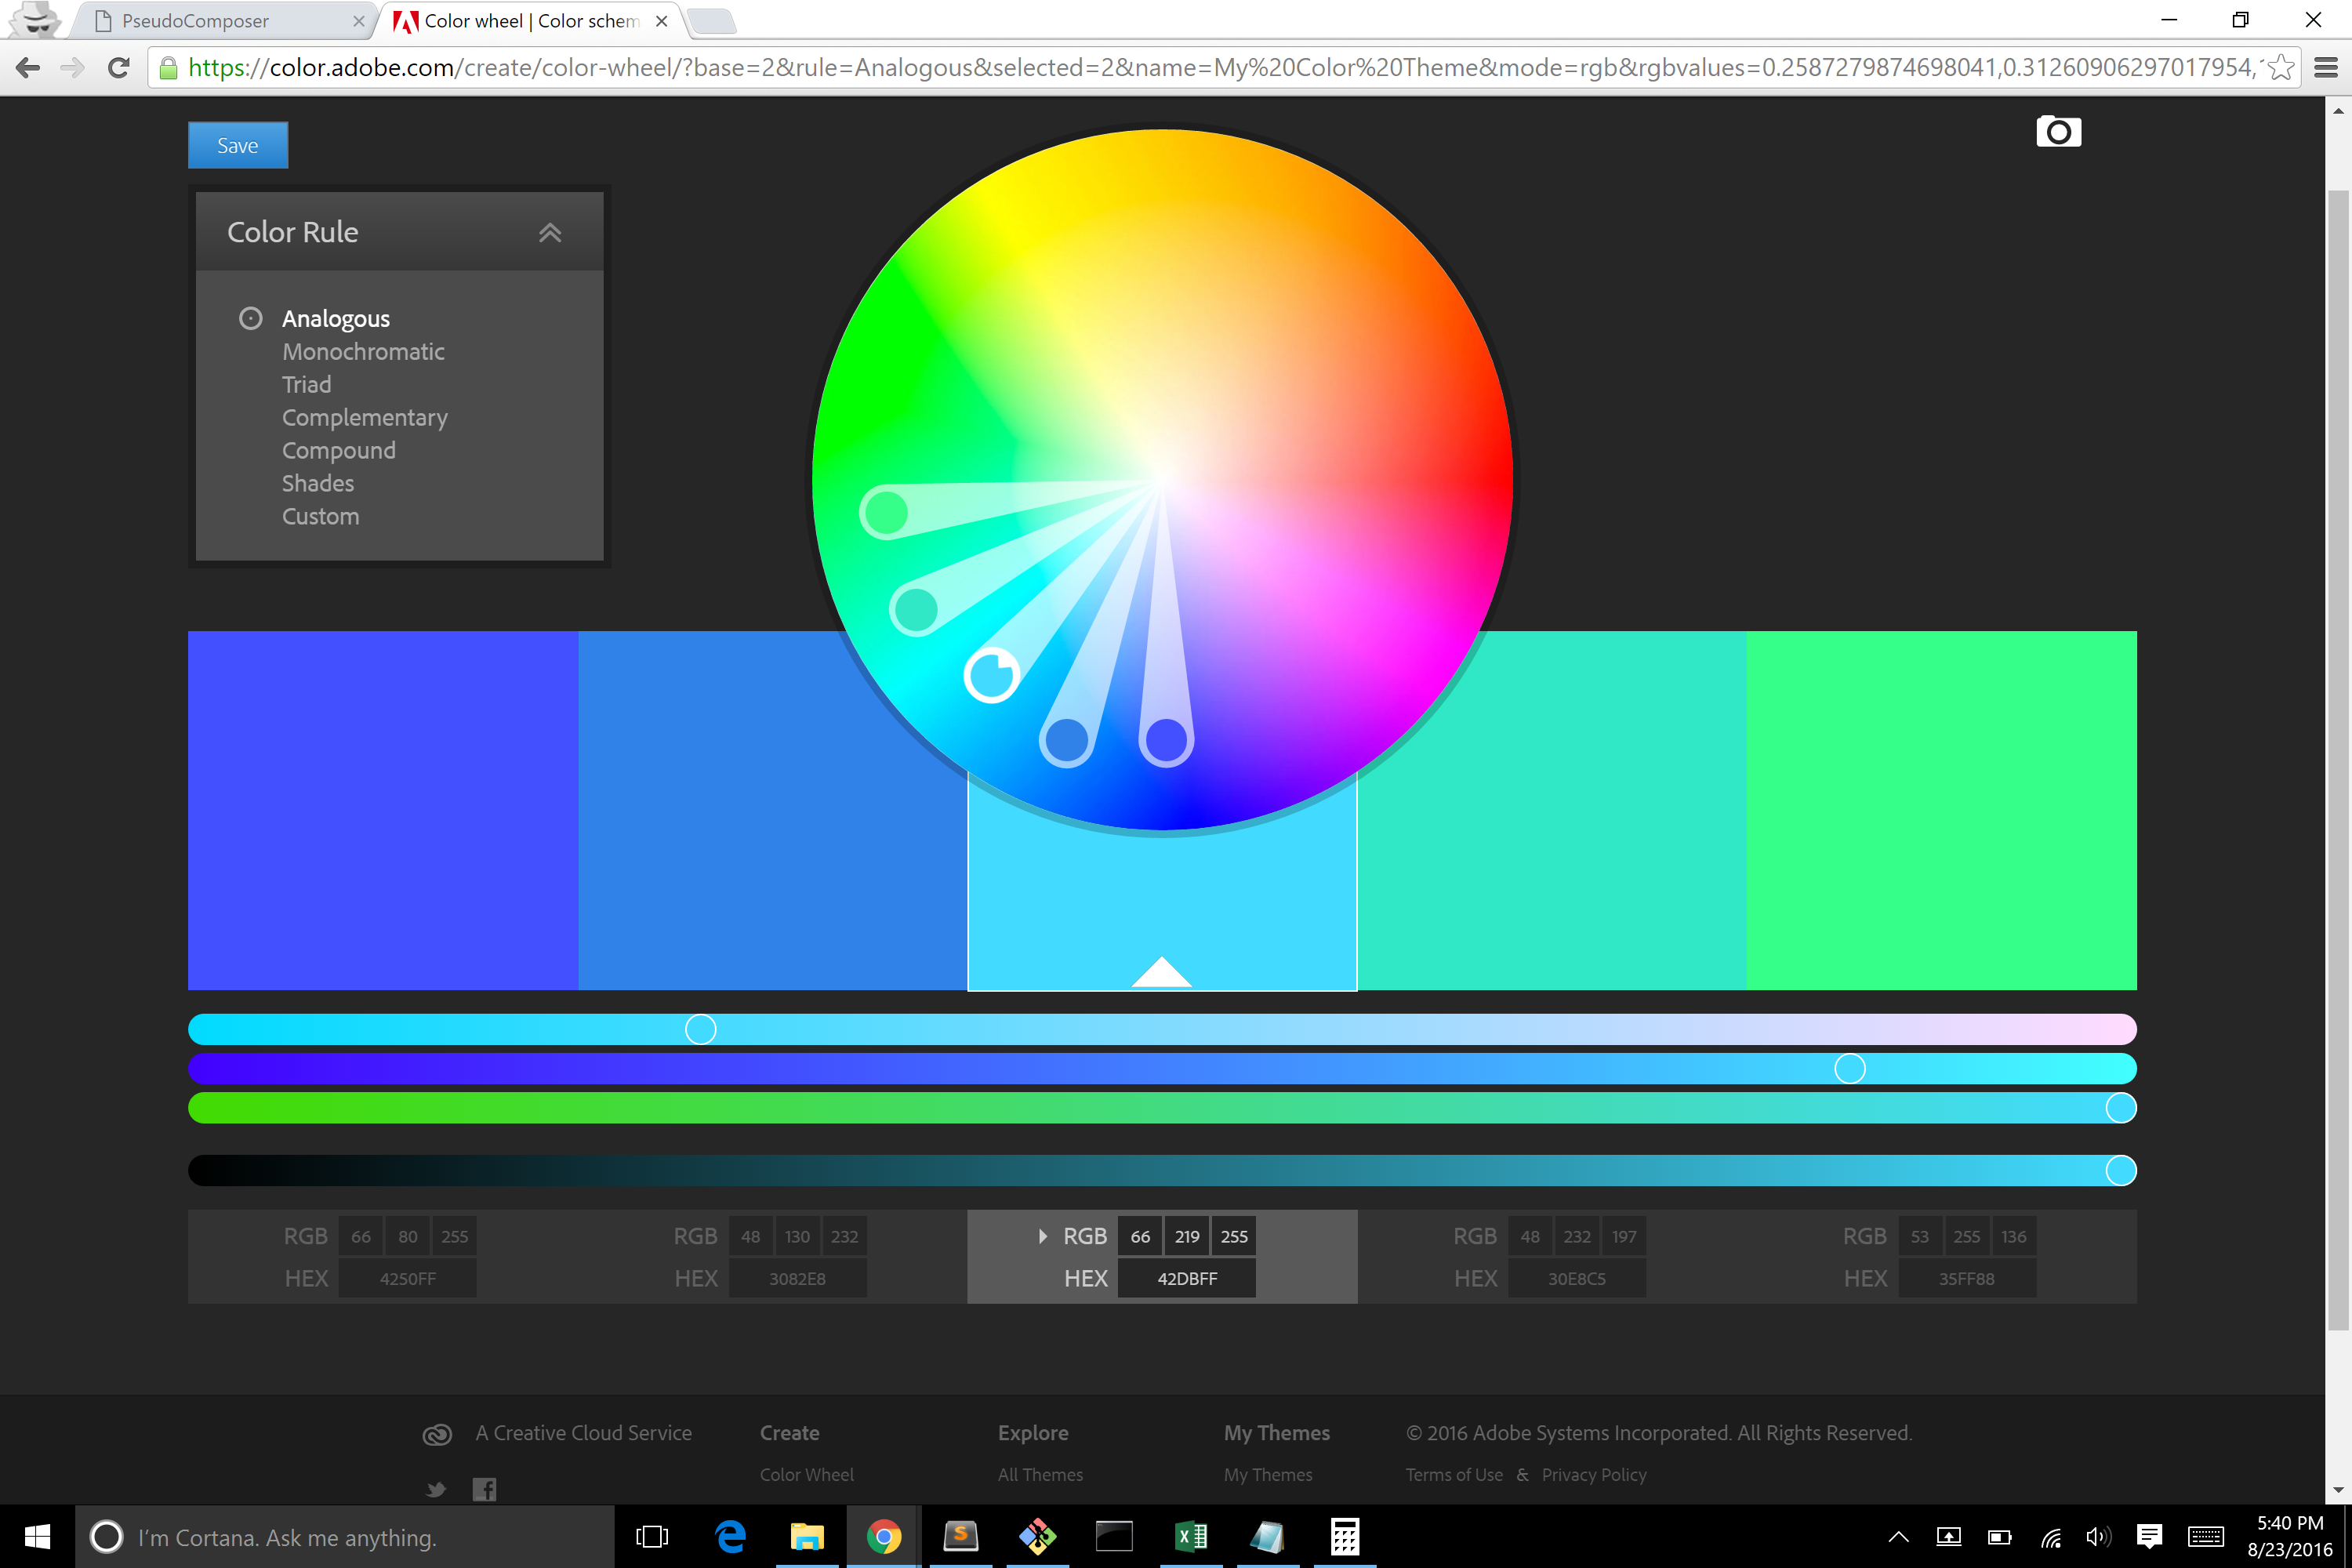 PseudoComposer
Color wheel | Color schem
https://color.adobe.com/create/color-wheel/?base=2&rule=Analogous&selected=2&name=My%20Color%20Theme&mode=rgb&rgbvalues=0.2587279874698041,0.31260906297017954,
Save
Color Rule
Analogous
Monochromatic
Triad
Complementary
Compound
Shades
Custom
RGB 66 80 255 RGB 48 130 232 RGB 66 219 255 RGB 48 232 197 RGB 53 255 136
HEX 4250FF HEX 3082E8 HEX 42DBFF HEX 30E8C5 HEX 35FF88
A Creative Cloud Service Create Explore My Themes © 2016 Adobe Systems Incorporated. All Rights Reserved.
Color Wheel All Themes My Themes Terms of Use & Privacy Policy
I'm Cortana. Ask me anything.
5:40 PM
8/23/2016